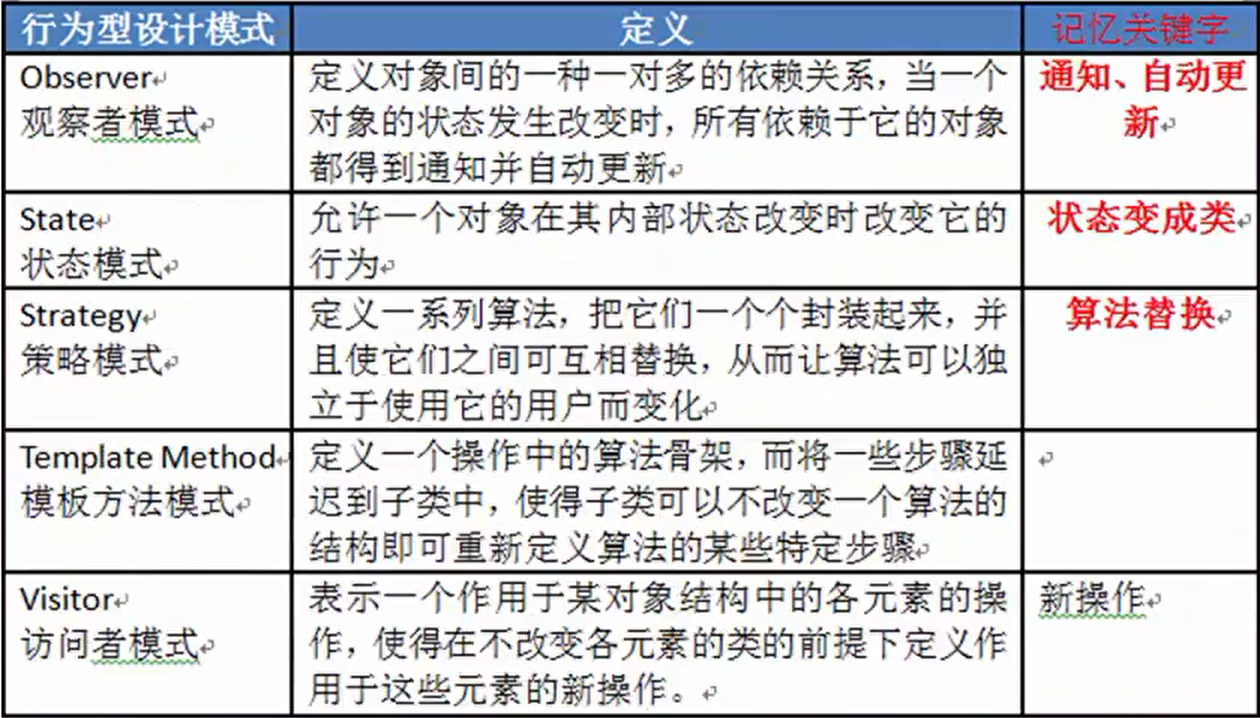 行为型设计模式 定义 记忆关键字
Observer
观察者模式
定义对象间的一种一对多的依赖关系，当一个
对象的状态发生改变时，所有依赖于它的对象
都得到通知并自动更新
通知、自动更
新
State
状态模式
允许一个对象在其内部状态改变时改变它的
行为
状态变成类
Strategy
策略模式
定义一系列算法，把它们一个个封装起来，并
且使它们之间可互相替换，从而让算法可以独
立于使用它的用户而变化
算法替换
Template Method
模板方法模式
定义一个操作中的算法骨架，而将一些步骤延
迟到子类中，使得子类可以不改变一个算法的
结构即可重新定义算法的某些特定步骤
Visitor
访问者模式
表示一个作用于某对象结构中的各元素的操
作，使得在不改变各元素的类的前提下定义作
用于这些元素的新操作。
新操作